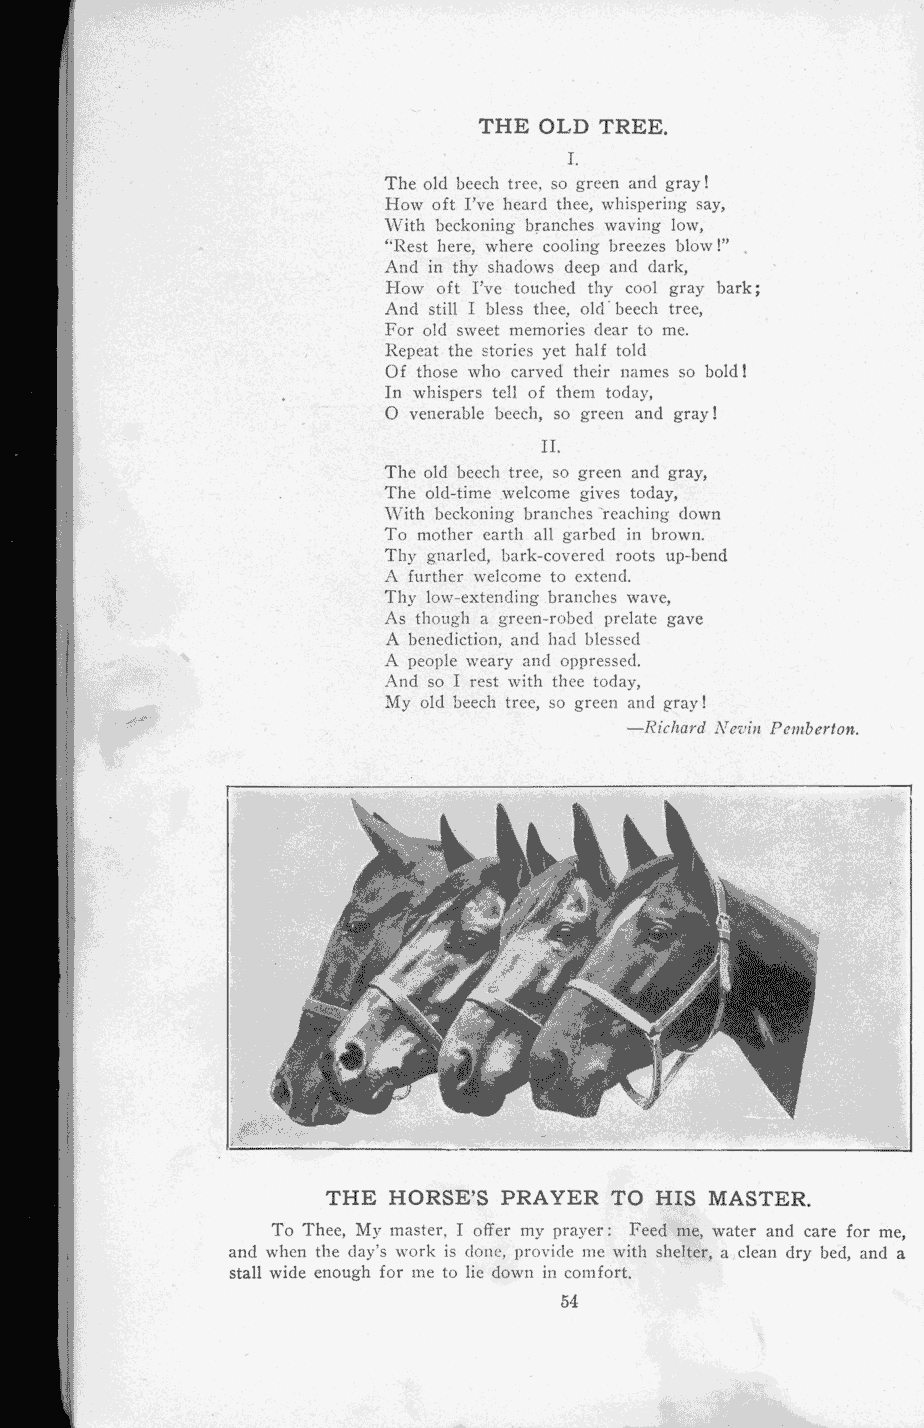 THE OLD TREE.
I.
The old beech tree, so green and gray!
How oft I've heard thee, whispering say,
With beckoning branches waving low,
"Rest here, where cooling breezes blow!"
And in thy shadows deep and dark,
How oft I've touched thy cool gray bark;
And still I bless thee, old beech tree,
For old sweet memories dear to me.
Repeat the stories yet half told
Of those who carved their names so bold!
In whispers tell of them today,
O venerable beech, so green and gray!
II.
The old beech tree, so green and gray,
The old-time welcome gives today,
With beckoning branches reaching down
To mother earth all garbed in brown.
Thy gnarled, bark-covered roots up-bend
A further welcome to extend.
Thy low-extending branches wave,
As though a green-robed prelate gave
A benediction, and had blessed
A people weary and oppressed.
And so I rest with thee today,
My old beech tree, so green and gray!
—Richard Nevin Pemberton.
THE HORSE'S PRAYER TO HIS MASTER.
To Thee, My master, I offer my prayer: Feed me, water and care for me,
and when the day's work is done, provide me with shelter, a clean dry bed, and a
stall wide enough for me to lie down in comfort.
54